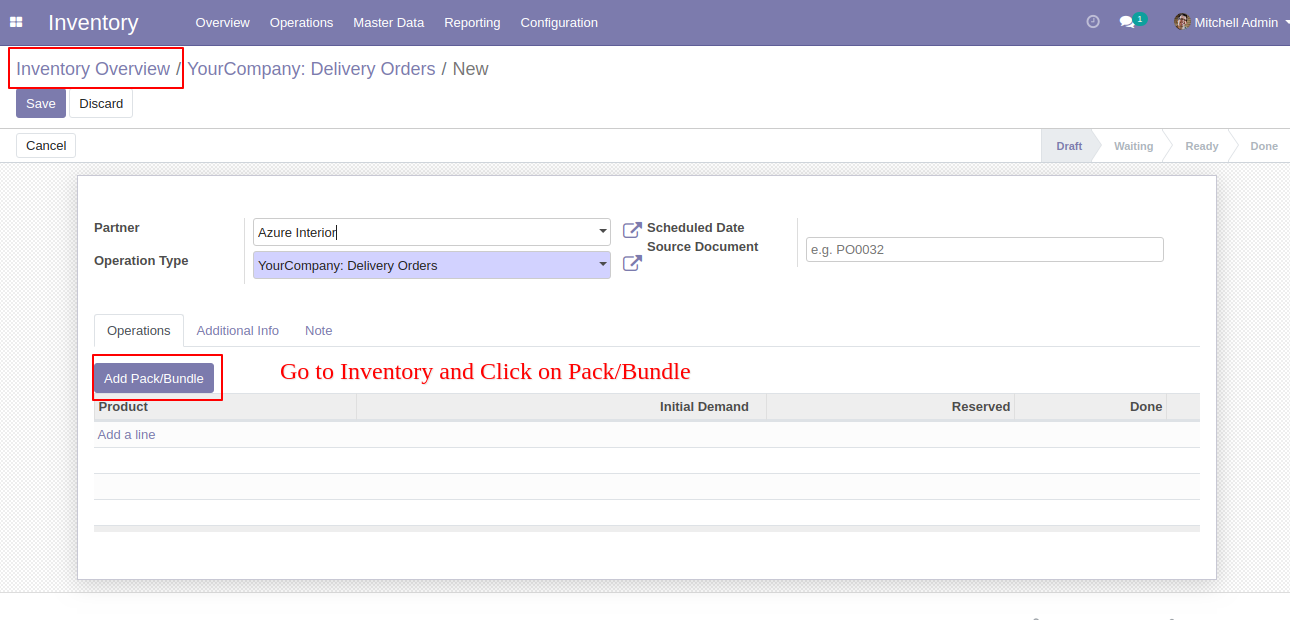 Inventory Overview Operations Master Data Reporting Configuration 1 Mitchell Admin
Inventory Overview / YourCompany: Delivery Orders / New
Save Discard
Cancel Draft Waiting Ready Done
Partner Azure Interior Scheduled Date
Source Document e.g. PO0032
Operation Type YourCompany: Delivery Orders
Operations Additional Info Note
Add Pack/Bundle Go to Inventory and Click on Pack/Bundle
Product Initial Demand Reserved Done
Add a line